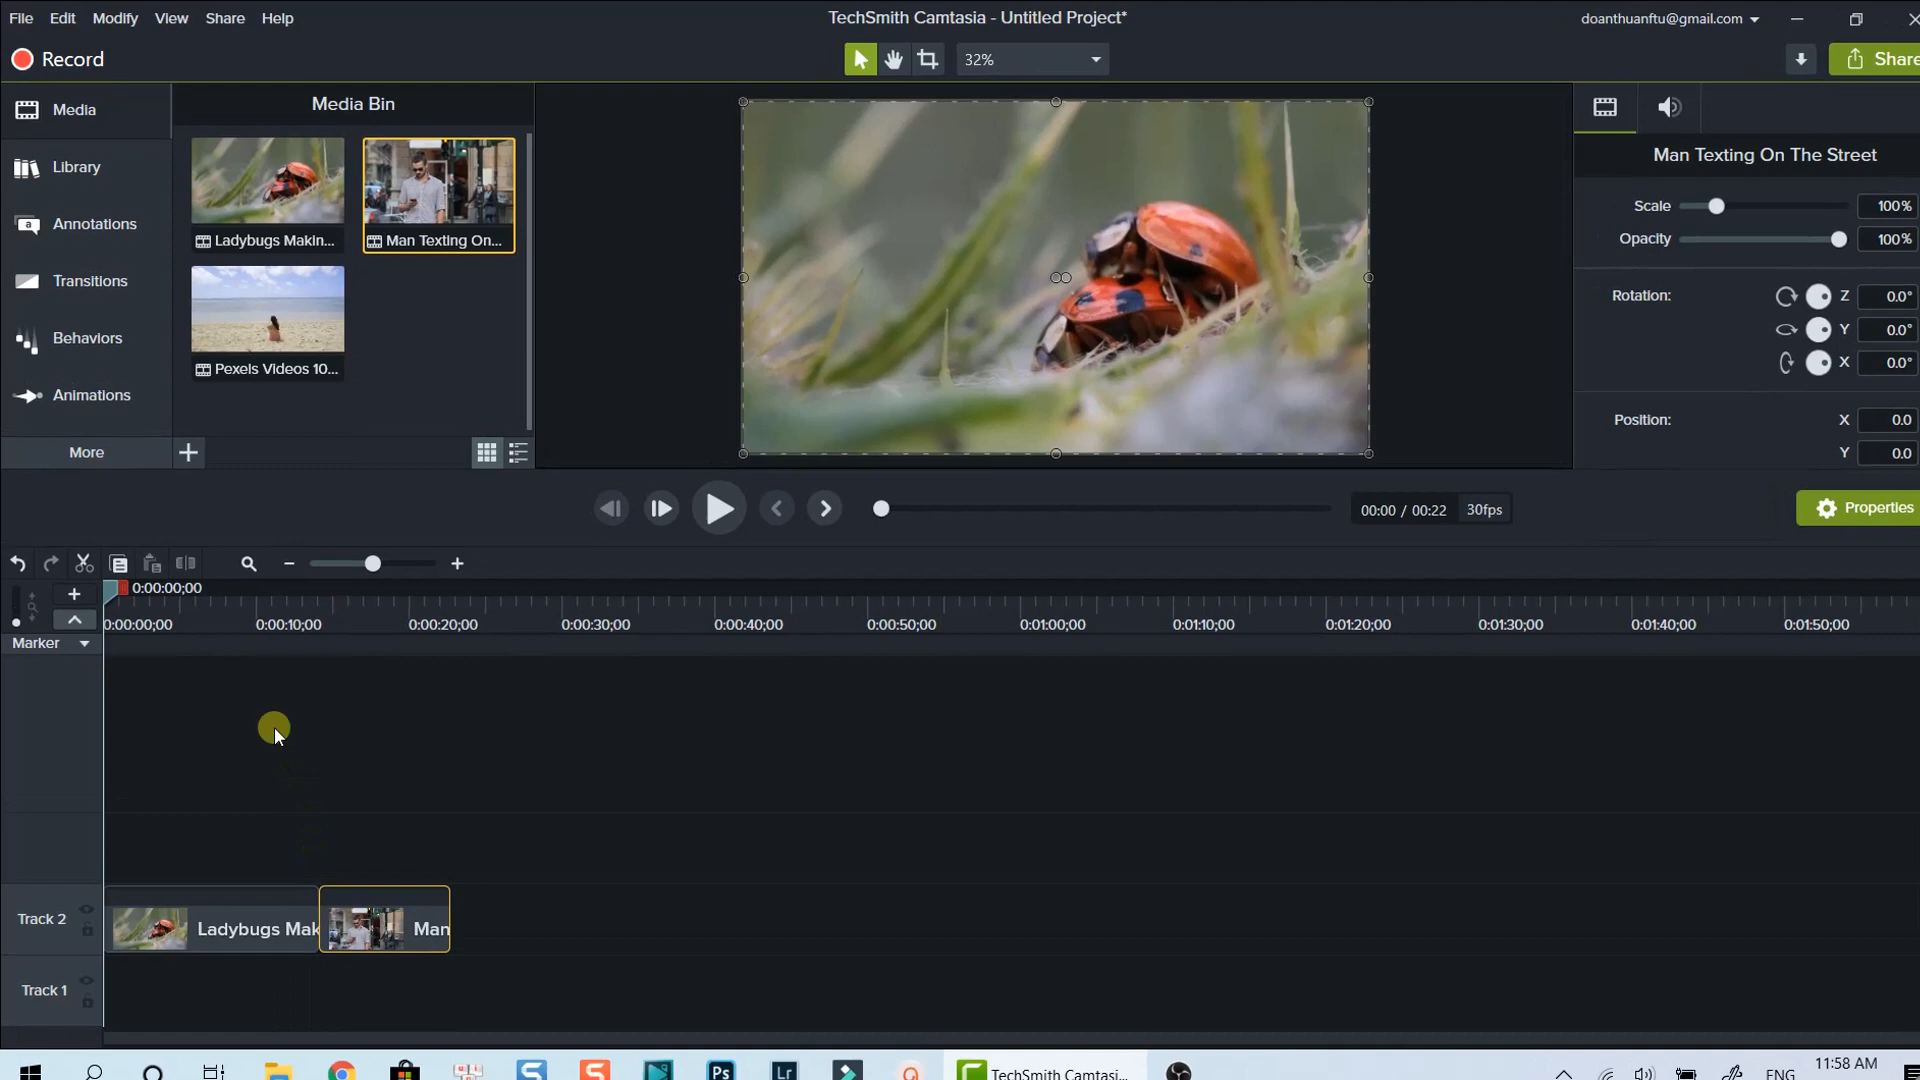 File Edit Modify View Share Help
TechSmith Camtasia - Untitled Project*
doanthuanftu@gmail.com
Record
32%
Share
Media
Library
Annotations
Transitions
Behaviors
Animations
More
Media Bin
Ladybugs Makin...
Man Texting On...
Pexels Videos 10...
Man Texting On The Street
Scale 100%
Opacity 100%
Rotation: Z 0.0°
Y 0.0°
X 0.0°
Position: X 0.0
Y 0.0
00:00 / 00:22 30fps
Properties
0:00:00;00
0:00:00;00 0:00:10;00 0:00:20;00 0:00:30;00 0:00:40;00 0:00:50;00 0:01:00;00 0:01:10;00 0:01:20;00 0:01:30;00 0:01:40;00 0:01:50;00
Marker
Track 2
Ladybugs Mak
Man
Track 1
Ps
Lr
TechSmith Camtasi...
ENG
11:58 AM